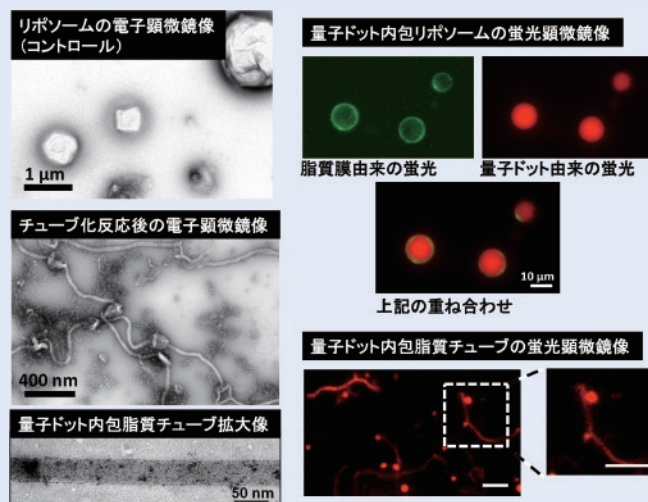 リポソームの電子顕微鏡像
(コントロール)
1 μm
チューブ化反応後の電子顕微鏡像
400 nm
量子ドット内包脂質チューブ拡大像
50 nm
量子ドット内包リポソームの蛍光顕微鏡像
脂質膜由来の蛍光
量子ドット由来の蛍光
10 μm
上記の重ね合わせ
量子ドット内包脂質チューブの蛍光顕微鏡像